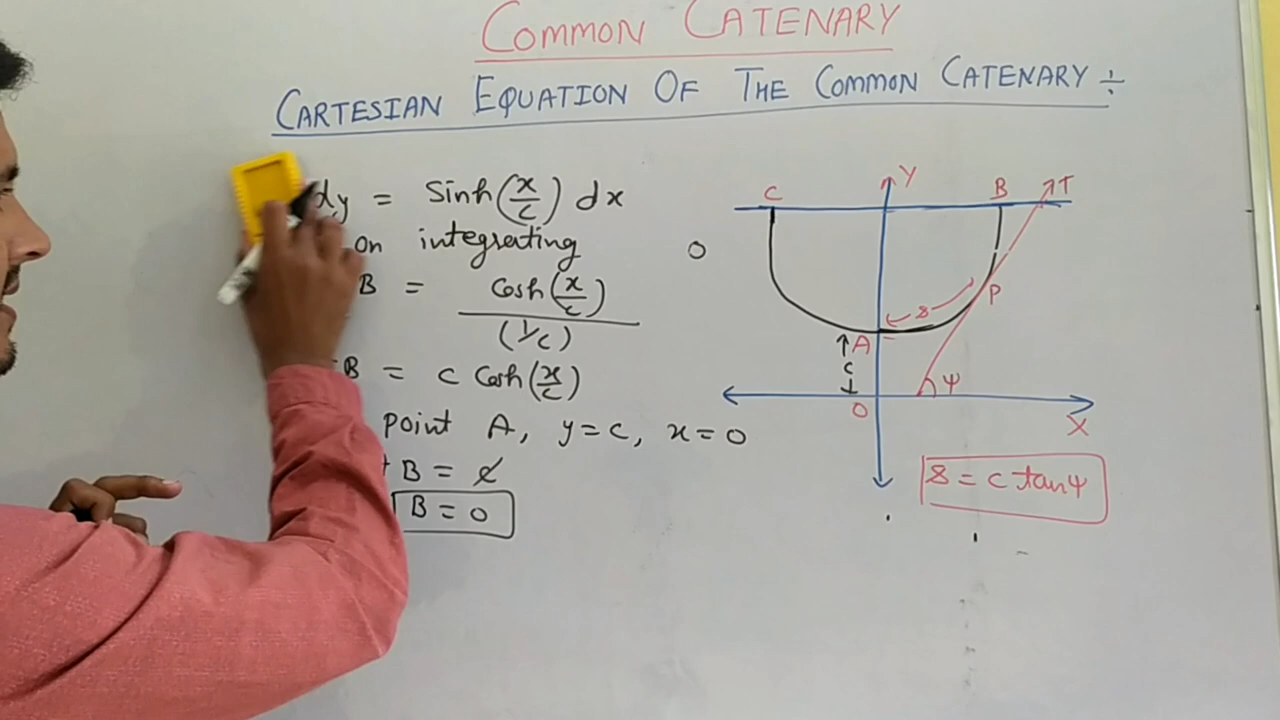 COMMON CATENARY
CARTESIAN EQUATION OF THE COMMON CATENARY ÷
dy = Sinh(x/c) dx
On integrating
B = Cosh(x/c) / (1/c)
B = c Cosh(x/c)
point A, y=c, x=0
+ B = c
B = 0
0
C
Y
B
T
P
s
A
c
ψ
O
X
s = c tanψ